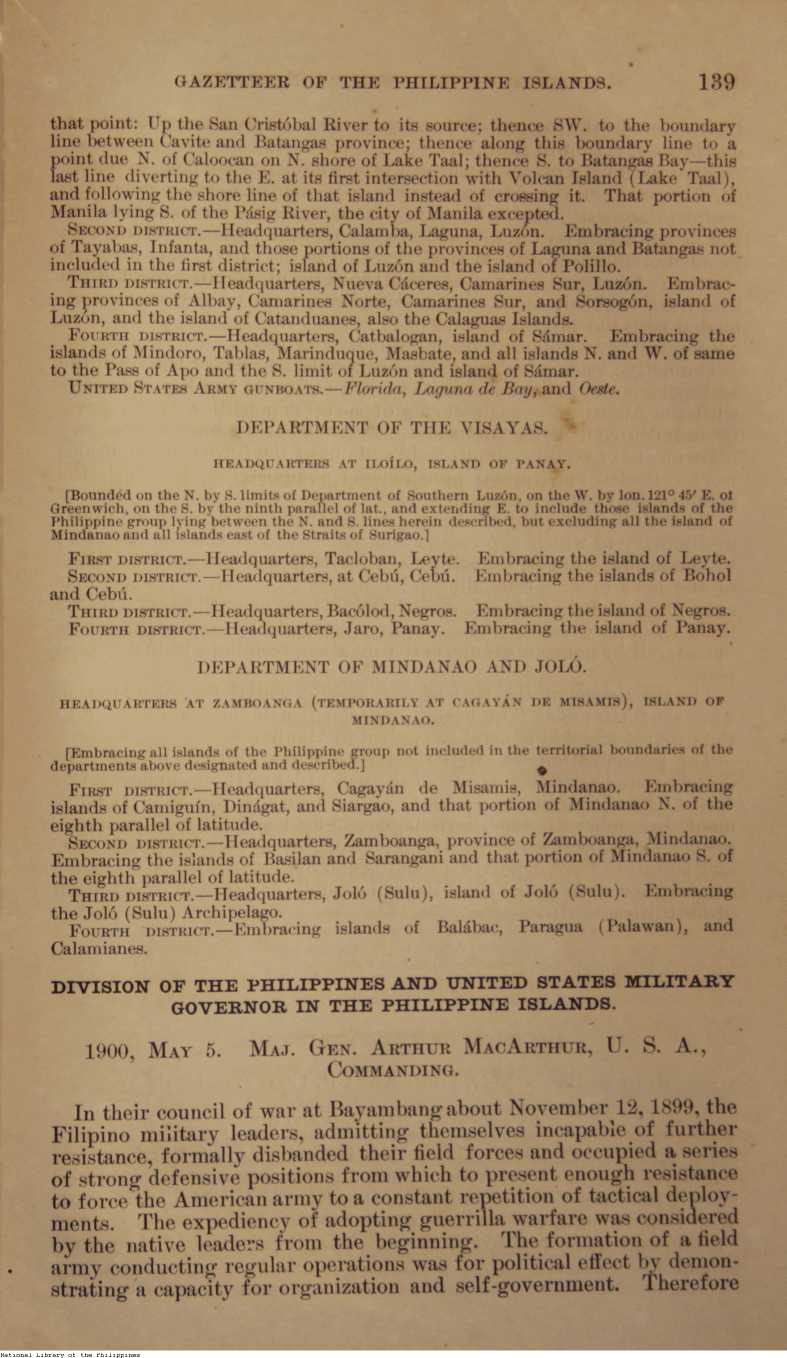 GAZETTEER OF THE PHILIPPINE ISLANDS. 139
that point: Up the San Cristóbal River to its source; thence SW. to the boundary
line between Cavite and Batangas province; thence along this boundary line to a
point due N. of Caloocan on N. shore of Lake Taal; thence S. to Batangas Bay—this
last line diverting to the E. at its first intersection with Volcan Island (Lake Taal),
and following the shore line of that island instead of crossing it. That portion of
Manila lying S. of the Pásig River, the city of Manila excepted.
SECOND DISTRICT.—Headquarters, Calamba, Laguna, Luzón. Embracing provinces
of Tayabas, Infanta, and those portions of the provinces of Laguna and Batangas not
included in the first district; island of Luzón and the island of Polillo.
THIRD DISTRICT.—Headquarters, Nueva Cáceres, Camarines Sur, Luzón. Embrac-
ing provinces of Albay, Camarines Norte, Camarines Sur, and Sorsogón, island of
Luzón, and the island of Catanduanes, also the Calaguas Islands.
FOURTH DISTRICT.—Headquarters, Catbalogan, island of Sámar. Embracing the
islands of Mindoro, Tablas, Marinduque, Masbate, and all islands N. and W. of same
to the Pass of Apo and the S. limit of Luzón and island of Sámar.
UNITED STATES ARMY GUNBOATS.—Florida, Laguna de Bay, and Oeste.
DEPARTMENT OF THE VISAYAS.
HEADQUARTERS AT ILOÍLO, ISLAND OF PANAY.
[Bounded on the N. by S. limits of Department of Southern Luzón, on the W. by lon. 121° 45′ E. of
Greenwich, on the S. by the ninth parallel of lat., and extending E. to include those islands of the
Philippine group lying between the N. and S. lines herein described, but excluding all the island of
Mindanao and all islands east of the Straits of Surigao.]
FIRST DISTRICT.—Headquarters, Tacloban, Leyte. Embracing the island of Leyte.
SECOND DISTRICT.—Headquarters, at Cebú, Cebú. Embracing the islands of Bohol
and Cebú.
THIRD DISTRICT.—Headquarters, Bacólod, Negros. Embracing the island of Negros.
FOURTH DISTRICT.—Headquarters, Jaro, Panay. Embracing the island of Panay.
DEPARTMENT OF MINDANAO AND JOLÓ.
HEADQUARTERS AT ZAMBOANGA (TEMPORARILY AT CAGAYÁN DE MISAMIS), ISLAND OF
MINDANAO.
[Embracing all islands of the Philippine group not included in the territorial boundaries of the
departments above designated and described.]
FIRST DISTRICT.—Headquarters, Cagayán de Misamis, Mindanao. Embracing
islands of Camiguín, Dinágat, and Siargao, and that portion of Mindanao N. of the
eighth parallel of latitude.
SECOND DISTRICT.—Headquarters, Zamboanga, province of Zamboanga, Mindanao.
Embracing the islands of Basilan and Sarangani and that portion of Mindanao S. of
the eighth parallel of latitude.
THIRD DISTRICT.—Headquarters, Joló (Sulu), island of Joló (Sulu). Embracing
the Joló (Sulu) Archipelago.
FOURTH DISTRICT.—Embracing islands of Balábac, Paragua (Palawan), and
Calamianes.
DIVISION OF THE PHILIPPINES AND UNITED STATES MILITARY
GOVERNOR IN THE PHILIPPINE ISLANDS.
1900, MAY 5. MAJ. GEN. ARTHUR MACARTHUR, U. S. A.,
COMMANDING.
In their council of war at Bayambang about November 12, 1899, the
Filipino military leaders, admitting themselves incapable of further
resistance, formally disbanded their field forces and occupied a series
of strong defensive positions from which to present enough resistance
to force the American army to a constant repetition of tactical deploy-
ments. The expediency of adopting guerrilla warfare was considered
by the native leaders from the beginning. The formation of a field
army conducting regular operations was for political effect by demon-
strating a capacity for organization and self-government. Therefore
National Library of the Philippines